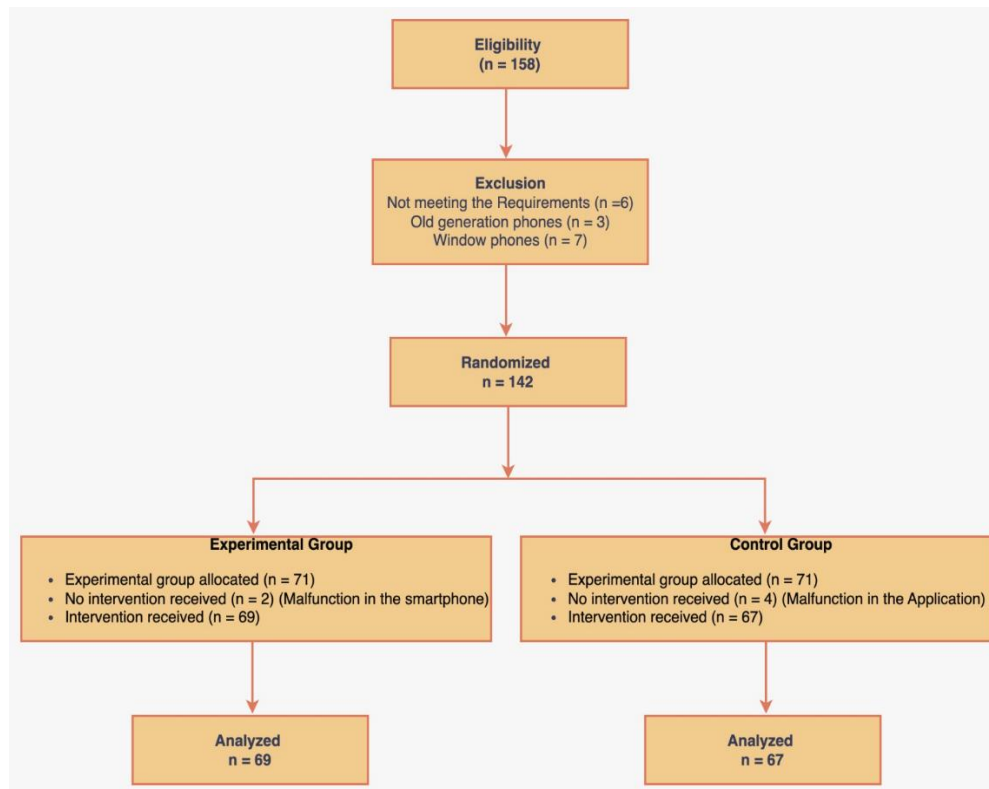 Eligibility
(n = 158)
Exclusion
Not meeting the Requirements (n =6)
Old generation phones (n = 3)
Window phones (n = 7)
Randomized
n = 142
Experimental Group
• Experimental group allocated (n = 71)
• No intervention received (n = 2) (Malfunction in the smartphone)
• Intervention received (n = 69)
Control Group
• Experimental group allocated (n = 71)
• No intervention received (n = 4) (Malfunction in the Application)
• Intervention received (n = 67)
Analyzed
n = 69
Analyzed
n = 67